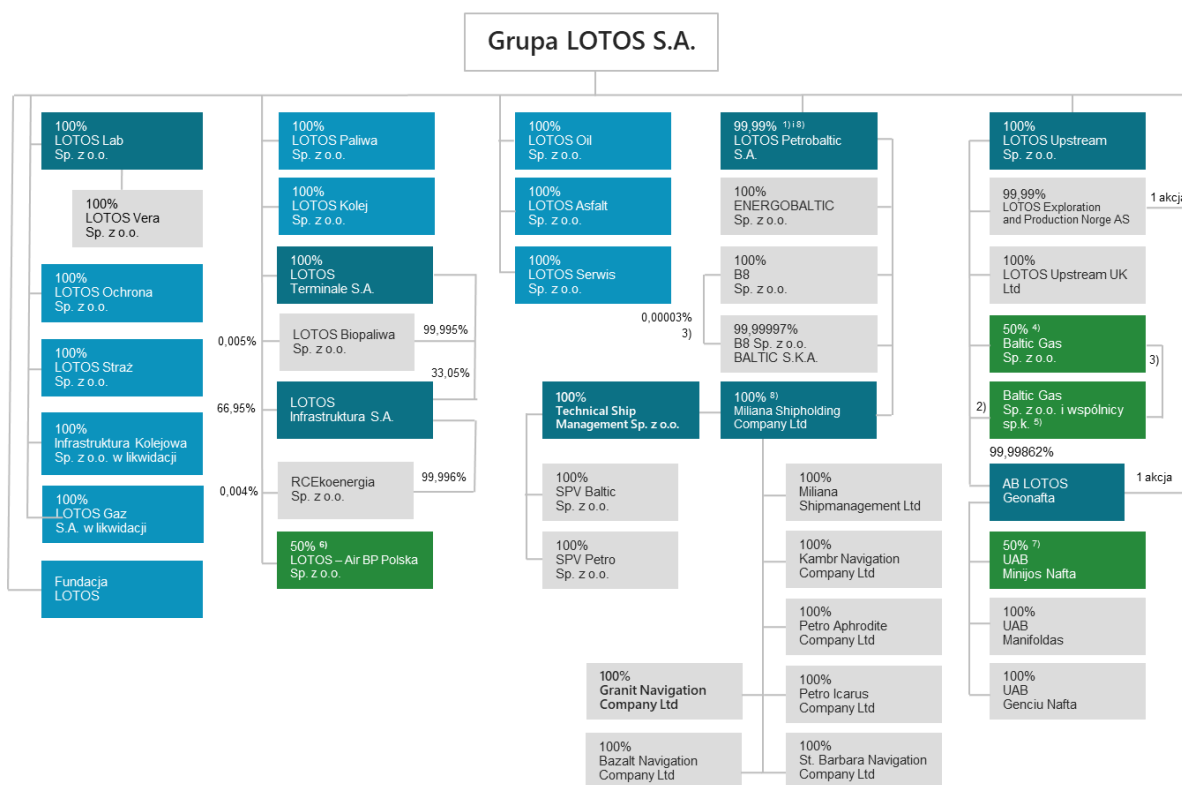 Grupa LOTOS S.A.
100%
LOTOS Lab
Sp. z o.o.
100%
LOTOS Vera
Sp. z o.o.
100%
LOTOS Ochrona
Sp. z o.o.
100%
LOTOS Straż
Sp. z o.o.
100%
Infrastruktura Kolejowa
Sp. z o.o. w likwidacji
100%
LOTOS Gaz
S.A. w likwidacji
Fundacja
LOTOS
100%
LOTOS Paliwa
Sp. z o.o.
100%
LOTOS Kolej
Sp. z o.o.
100%
LOTOS
Terminale S.A.
0,005%
LOTOS Biopaliwa
Sp. z o.o.
99,995%
33,05%
66,95%
LOTOS
Infrastruktura S.A.
0,004%
RCEkoenergia
Sp. z o.o.
99,996%
50% 6)
LOTOS – Air BP Polska
Sp. z o.o.
100%
LOTOS Oil
Sp. z o.o.
100%
LOTOS Asfalt
Sp. z o.o.
100%
LOTOS Serwis
Sp. z o.o.
99,99% 1) i 8)
LOTOS Petrobaltic
S.A.
100%
ENERGOBALTIC
Sp. z o.o.
100%
B8
Sp. z o.o.
0,00003%
3)
99,99997%
B8 Sp. z o.o.
BALTIC S.K.A.
100%
Technical Ship
Management Sp. z o.o.
100% 8)
Miliana Shipholding
Company Ltd
100%
SPV Baltic
Sp. z o.o.
100%
SPV Petro
Sp. z o.o.
100%
Miliana
Shipmanagement Ltd
100%
Kambr Navigation
Company Ltd
100%
Petro Aphrodite
Company Ltd
100%
Granit Navigation
Company Ltd
100%
Petro Icarus
Company Ltd
100%
Bazalt Navigation
Company Ltd
100%
St. Barbara Navigation
Company Ltd
100%
LOTOS Upstream
Sp. z o.o.
99,99%
LOTOS Exploration
and Production Norge AS
1 akcja
100%
LOTOS Upstream UK
Ltd
50% 4)
Baltic Gas
Sp. z o.o.
3)
2)
Baltic Gas
Sp. z o.o. i wspólnicy
sp.k. 5)
99,99862%
AB LOTOS
Geonafta
1 akcja
50% 7)
UAB
Minijos Nafta
100%
UAB
Manifoldas
100%
UAB
Genciu Nafta